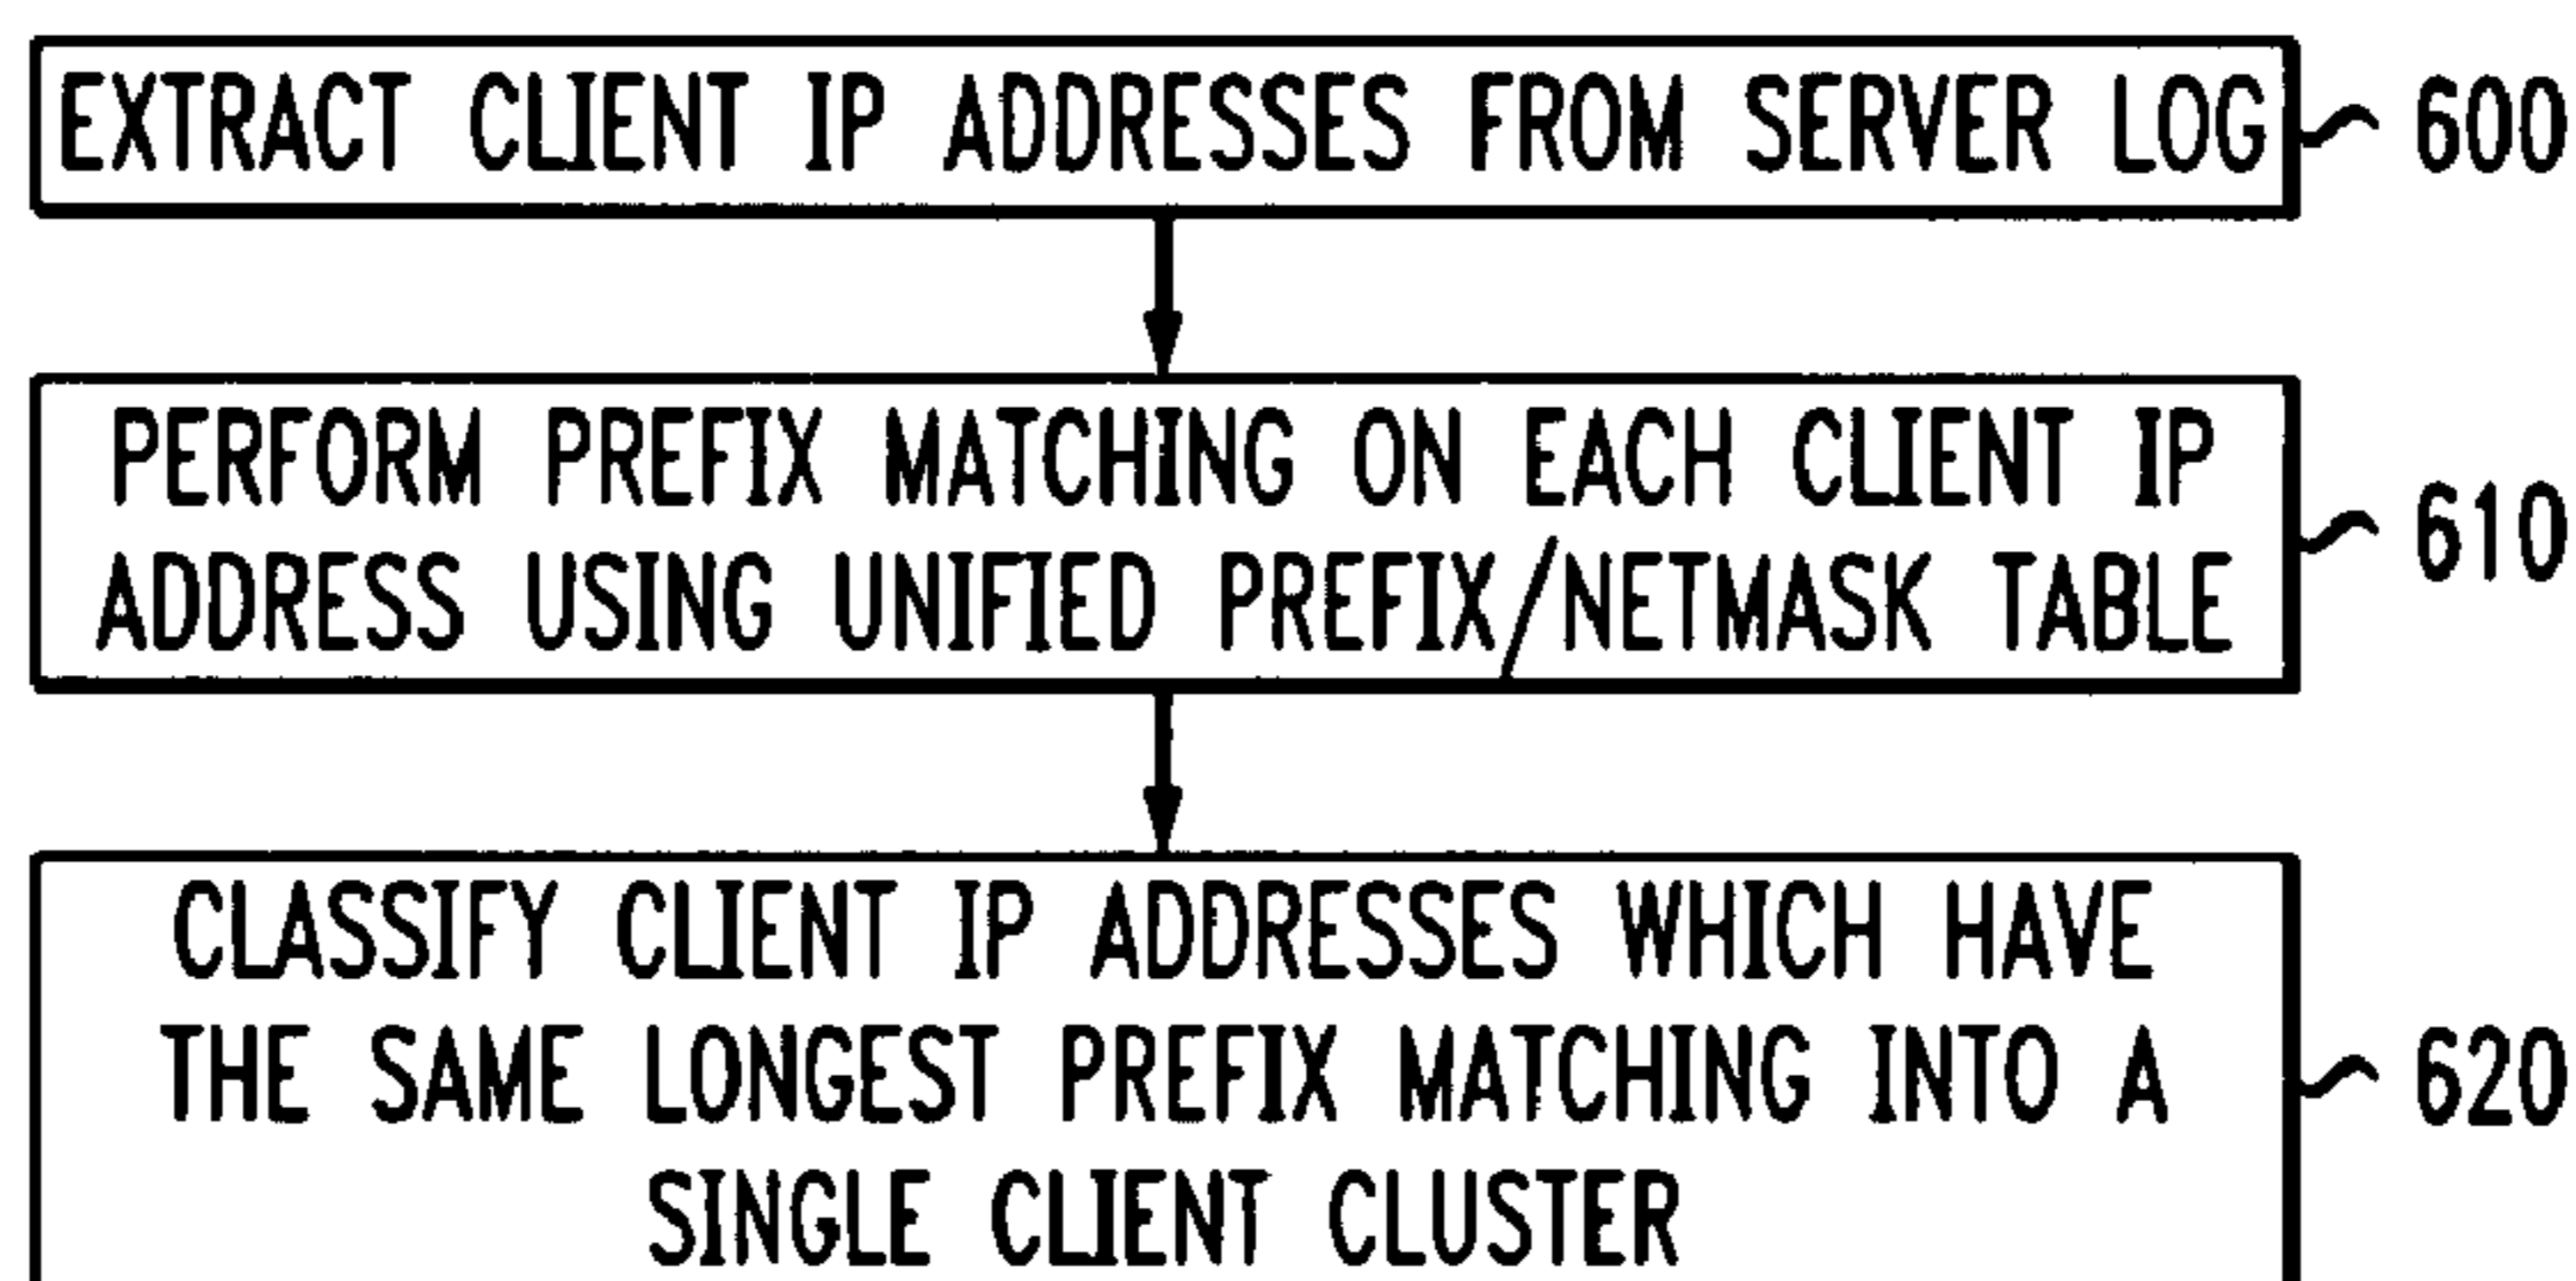 EXTRACT CLIENT IP ADDRESSES FROM SERVER LOG 600
PERFORM PREFIX MATCHING ON EACH CLIENT IP
ADDRESS USING UNIFIED PREFIX/NETMASK TABLE
610
CLASSIFY CLIENT IP ADDRESSES WHICH HAVE
THE SAME LONGEST PREFIX MATCHING INTO A
SINGLE CLIENT CLUSTER
620